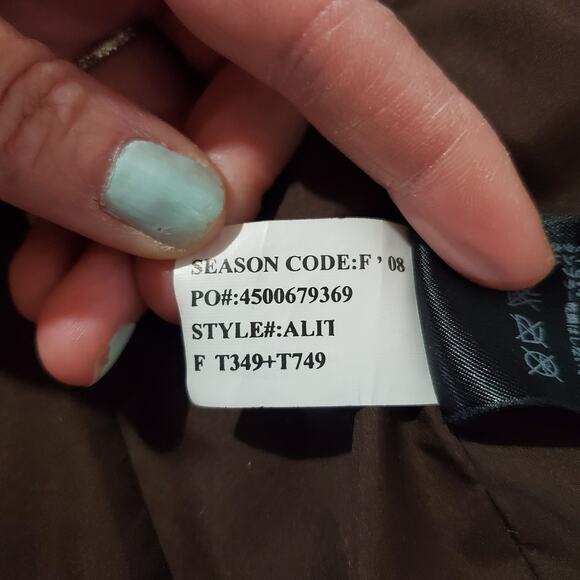 SEASON CODE:F ' 08
PO#:4500679369
STYLE#:ALIT
F T349+T749